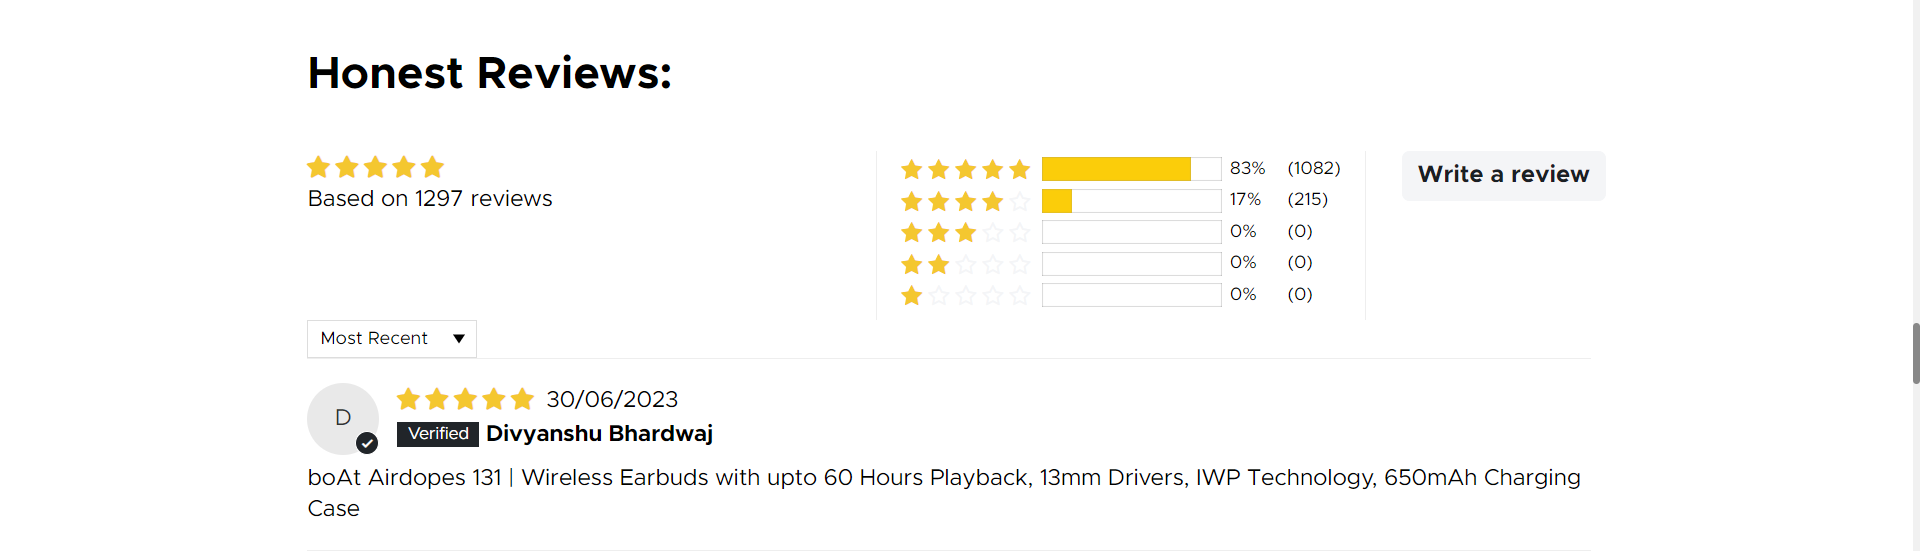 Honest Reviews:
Based on 1297 reviews
83% (1082)
17% (215)
0% (0)
0% (0)
0% (0)
Write a review
Most Recent
D
30/06/2023
Verified Divyanshu Bhardwaj
boAt Airdopes 131 | Wireless Earbuds with upto 60 Hours Playback, 13mm Drivers, IWP Technology, 650mAh Charging
Case